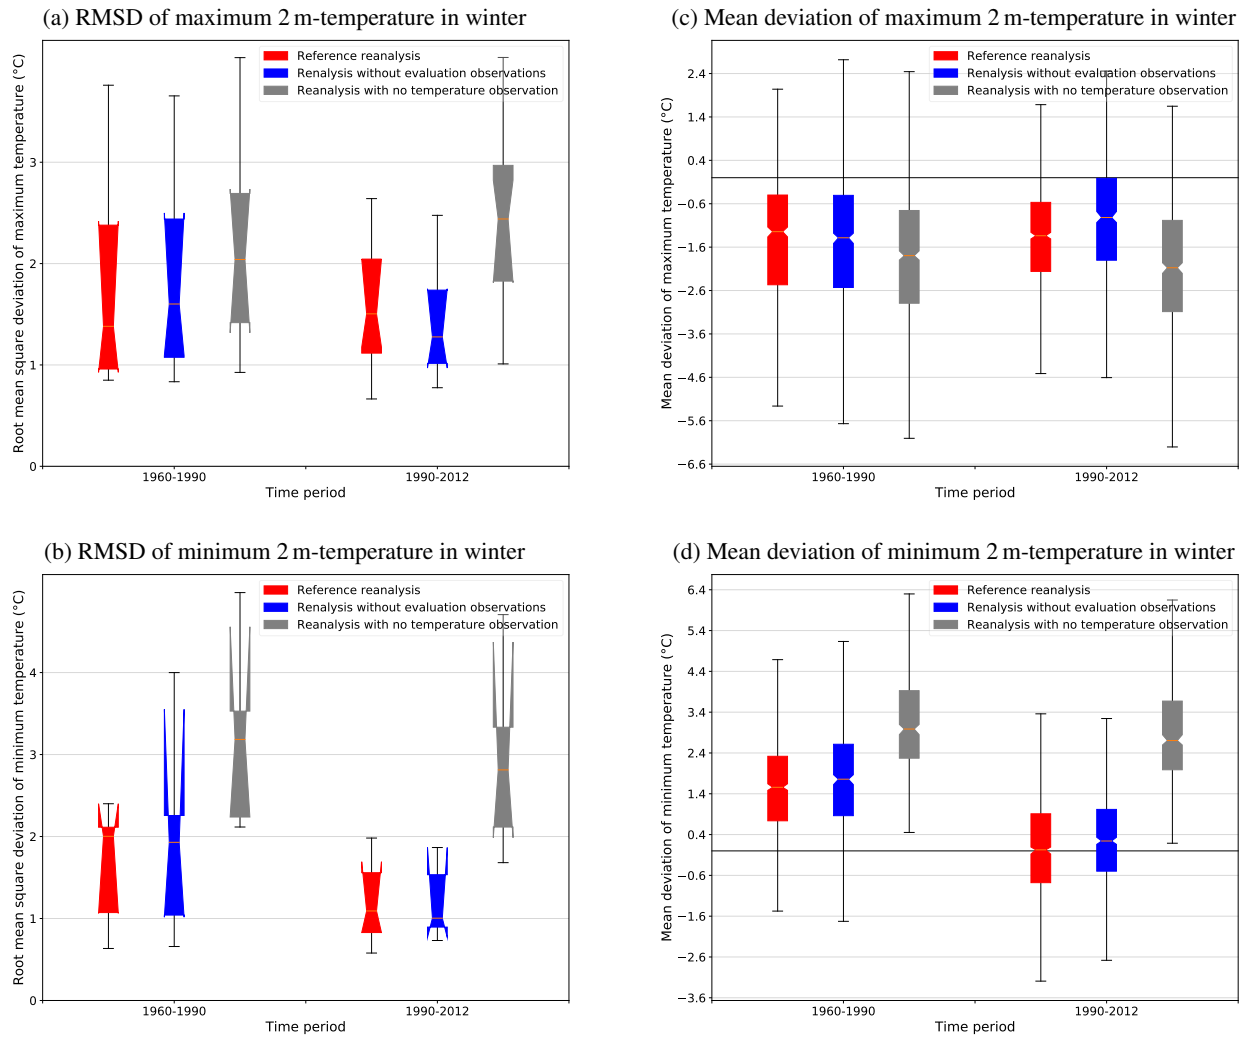 (a) RMSD of maximum 2 m-temperature in winter
Root mean square deviation of maximum temperature (°C)
3
2
1
0
Reference reanalysis
Renalysis without evaluation observations
Reanalysis with no temperature observation
1960-1990
1990-2012
Time period
(c) Mean deviation of maximum 2 m-temperature in winter
Mean deviation of maximum temperature (°C)
2.4
1.4
0.4
−0.6
−1.6
−2.6
−3.6
−4.6
−5.6
−6.6
Reference reanalysis
Renalysis without evaluation observations
Reanalysis with no temperature observation
1960-1990
1990-2012
Time period
(b) RMSD of minimum 2 m-temperature in winter
Root mean square deviation of minimum temperature (°C)
4
3
2
1
0
Reference reanalysis
Renalysis without evaluation observations
Reanalysis with no temperature observation
1960-1990
1990-2012
Time period
(d) Mean deviation of minimum 2 m-temperature in winter
Mean deviation of minimum temperature (°C)
6.4
5.4
4.4
3.4
2.4
1.4
0.4
−0.6
−1.6
−2.6
−3.6
Reference reanalysis
Renalysis without evaluation observations
Reanalysis with no temperature observation
1960-1990
1990-2012
Time period